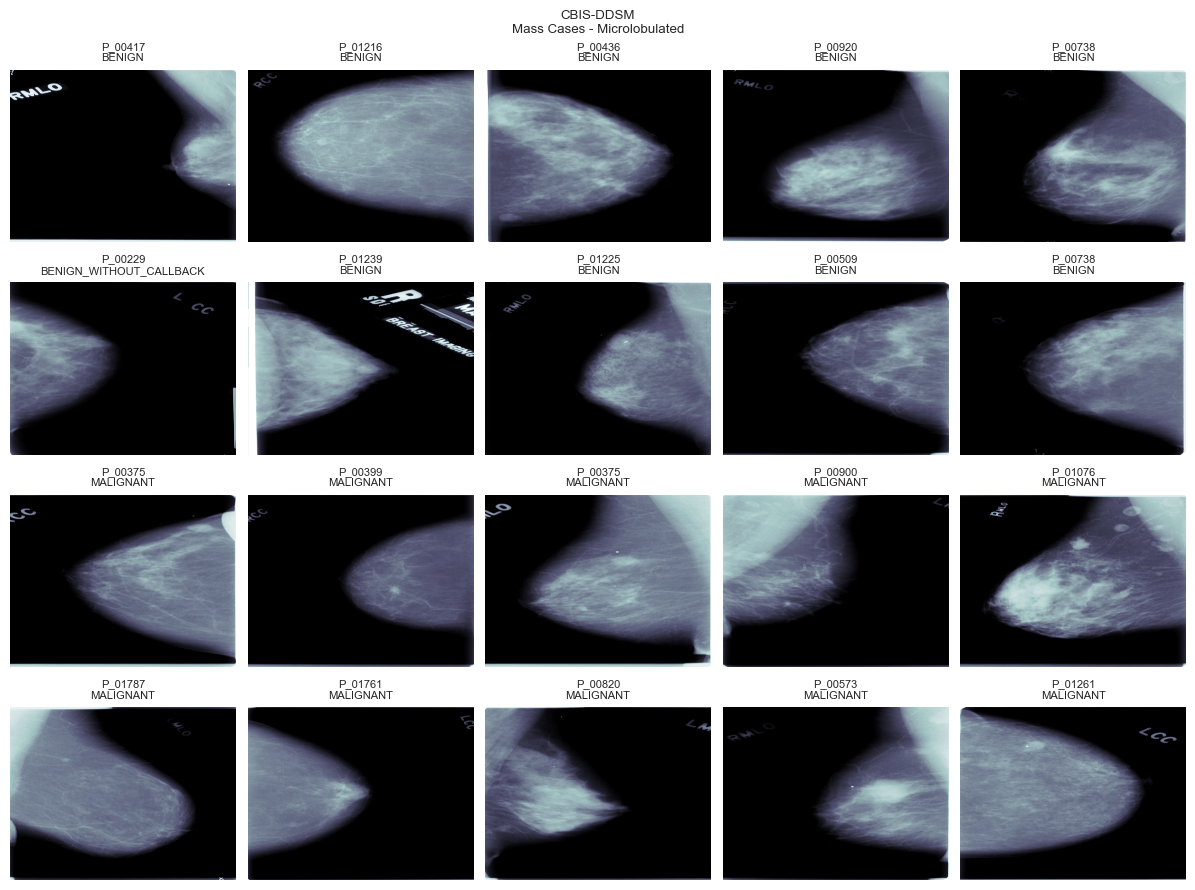 CBIS-DDSM
Mass Cases - Microlobulated
P_00417
BENIGN
P_01216
BENIGN
P_00436
BENIGN
P_00920
BENIGN
P_00738
BENIGN
RMLO
RCC
RMLO
P_00229
BENIGN_WITHOUT_CALLBACK
P_01239
BENIGN
P_01225
BENIGN
P_00509
BENIGN
P_00738
BENIGN
L CC
R
BREAST IMAGING
RMLO
P_00375
MALIGNANT
P_00399
MALIGNANT
P_00375
MALIGNANT
P_00900
MALIGNANT
P_01076
MALIGNANT
RCC
RMLO
P_01787
MALIGNANT
P_01761
MALIGNANT
P_00820
MALIGNANT
P_00573
MALIGNANT
P_01261
MALIGNANT
LMLO
LCC
LM
RMLO
LCC